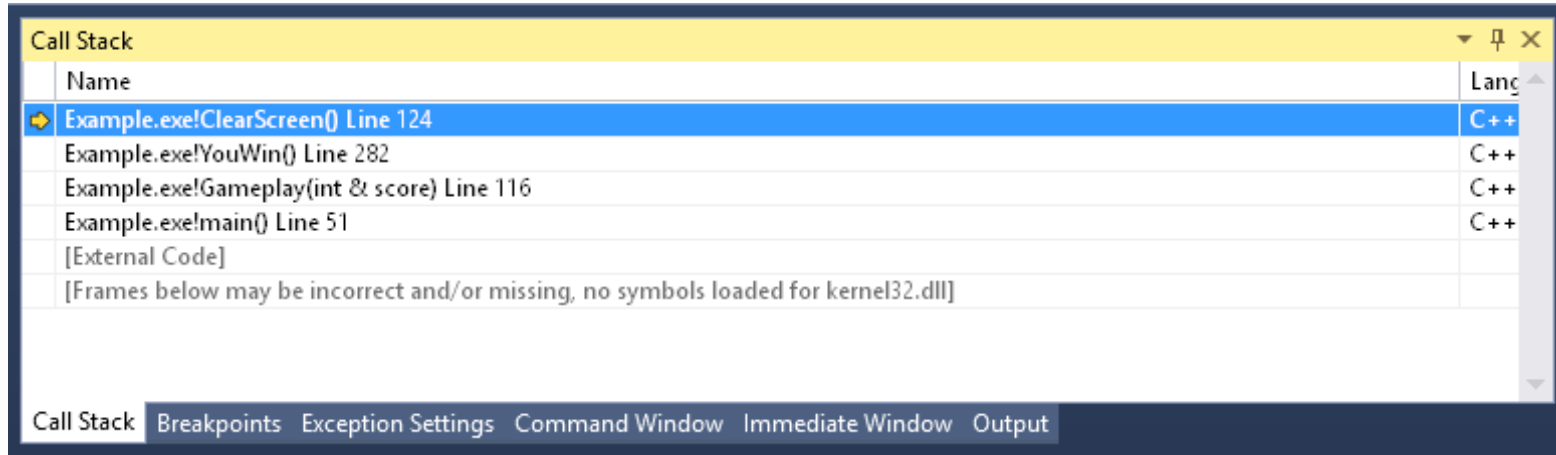 Call Stack
Name Lang
Example.exe!ClearScreen() Line 124 C++
Example.exe!YouWin() Line 282 C++
Example.exe!Gameplay(int & score) Line 116 C++
Example.exe!main() Line 51 C++
[External Code]
[Frames below may be incorrect and/or missing, no symbols loaded for kernel32.dll]
Call Stack Breakpoints Exception Settings Command Window Immediate Window Output